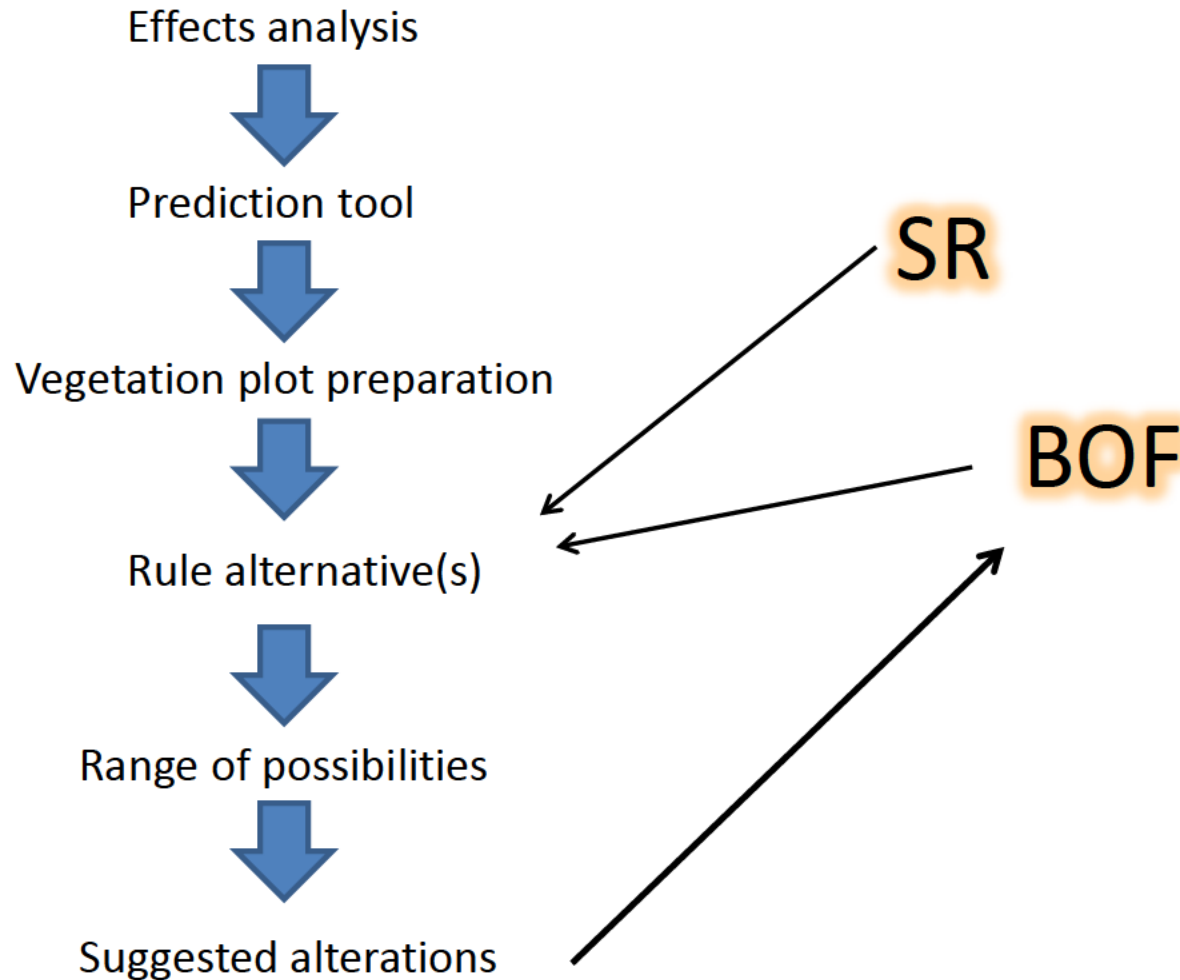 Effects analysis
Prediction tool
SR
Vegetation plot preparation
BOF
Rule alternative(s)
Range of possibilities
Suggested alterations